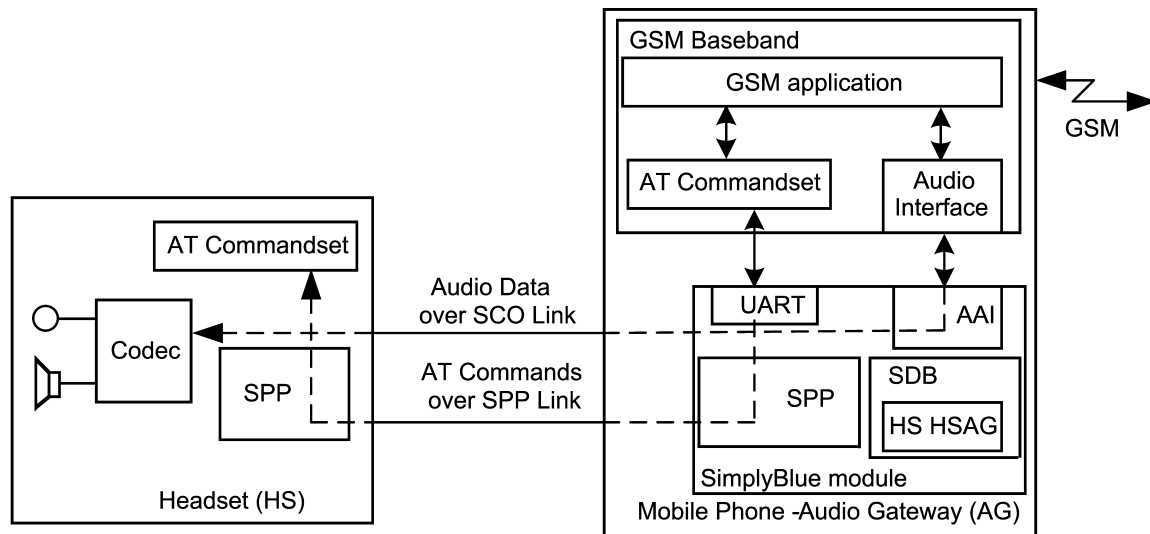 GSM Baseband
GSM application
GSM
AT Commandset
Audio
Interface
AT Commandset
Audio Data
over SCO Link
UART
AAI
Codec
SPP
AT Commands
over SPP Link
SPP
SDB
HS HSAG
SimplyBlue module
Headset (HS)
Mobile Phone -Audio Gateway (AG)